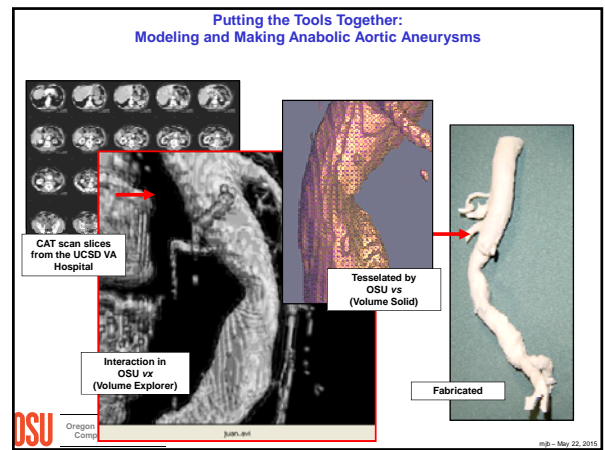 Putting the Tools Together:
Modeling and Making Anabolic Aortic Aneurysms
CAT scan slices
from the UCSD VA
Hospital
Interaction in
OSU vx
(Volume Explorer)
juan.avi
Tesselated by
OSU vs
(Volume Solid)
Fabricated
OSU
Oregon
Comp
mjb – May 22, 2015